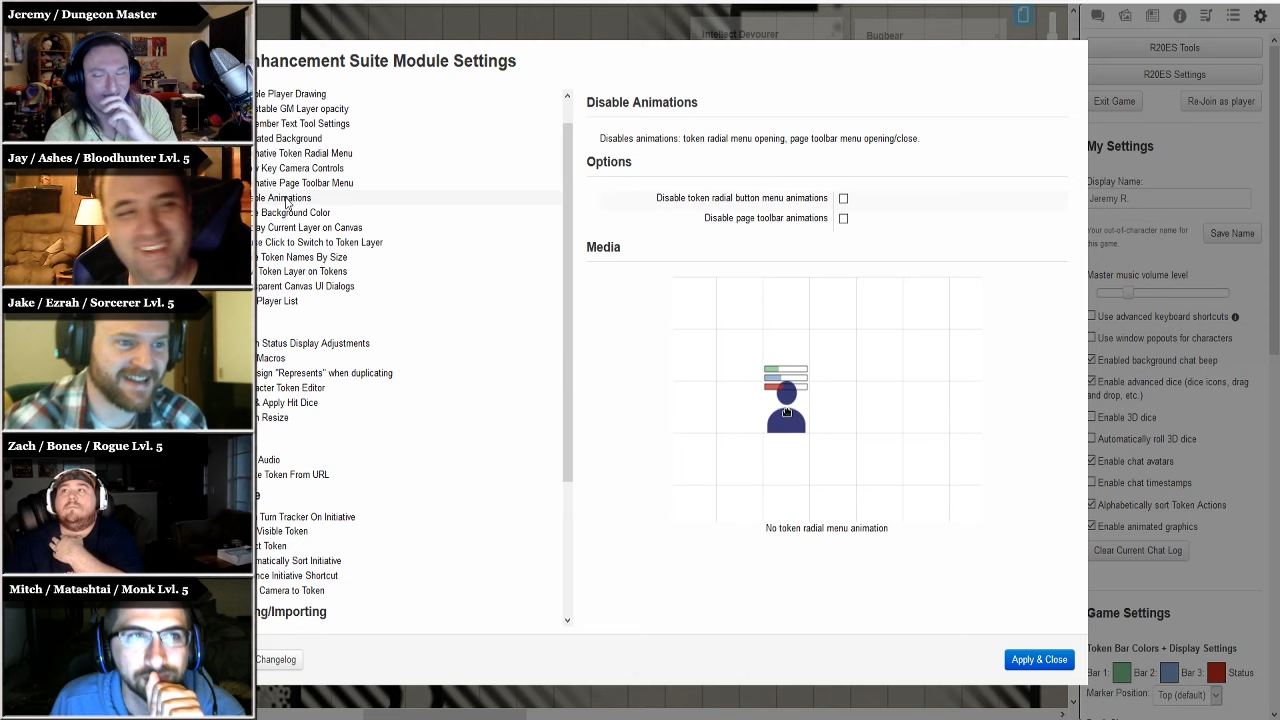 Jeremy / Dungeon Master
Jay / Ashes / Bloodhunter Lvl. 5
Jake / Ezrah / Sorcerer Lvl. 5
Zach / Bones / Rogue Lvl. 5
Mitch / Matashtai / Monk Lvl. 5
Intellect Devourer
Bugbear
hancement Suite Module Settings
ble Player Drawing
stable GM Layer opacity
ember Text Tool Settings
ated Background
native Token Radial Menu
w Key Camera Controls
native Page Toolbar Menu
ble Animations
e Background Color
lay Current Layer on Canvas
se Click to Switch to Token Layer
e Token Names By Size
y Token Layer on Tokens
sparent Canvas UI Dialogs
Player List
n Status Display Adjustments
Macros
sign "Represents" when duplicating
acter Token Editor
& Apply Hit Dice
n Resize
Audio
e Token From URL
e
e Turn Tracker On Initiative
Visible Token
ct Token
matically Sort Initiative
nce Initiative Shortcut
Camera to Token
ng/Importing
Changelog
Disable Animations
Disables animations: token radial menu opening, page toolbar menu opening/close.
Options
Disable token radial button menu animations
Disable page toolbar animations
Media
No token radial menu animation
Apply & Close
R20ES Tools
R20ES Settings
Exit Game
Re-Join as player
My Settings
Display Name:
Jeremy R.
Your out-of-character name for
this game.
Save Name
Master music volume level
Use advanced keyboard shortcuts
Use window popouts for characters
Enabled background chat beep
Enable advanced dice (dice icons, drag
and drop, etc.)
Enable 3D dice
Automatically roll 3D dice
Enable chat avatars
Enable chat timestamps
Alphabetically sort Token Actions
Enable animated graphics
Clear Current Chat Log
Game Settings
Token Bar Colors + Display Settings
Bar 1: Bar 2: Bar 3: Status
Marker Position: Top (default)